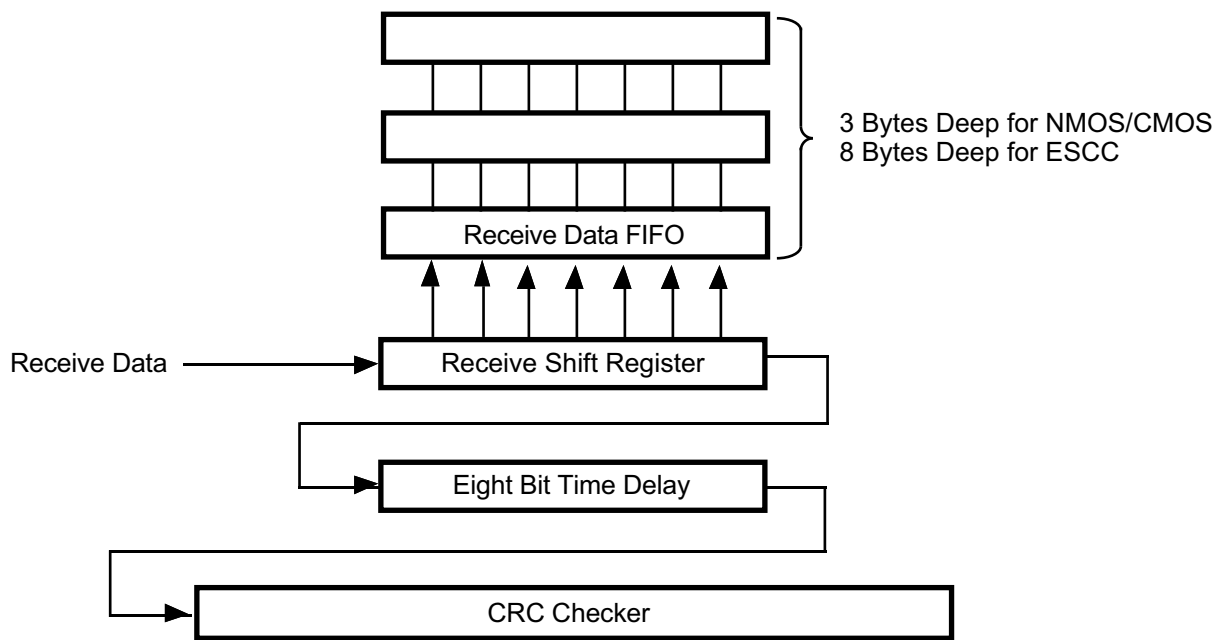 3 Bytes Deep for NMOS/CMOS
8 Bytes Deep for ESCC
Receive Data FIFO
Receive Data
Receive Shift Register
Eight Bit Time Delay
CRC Checker